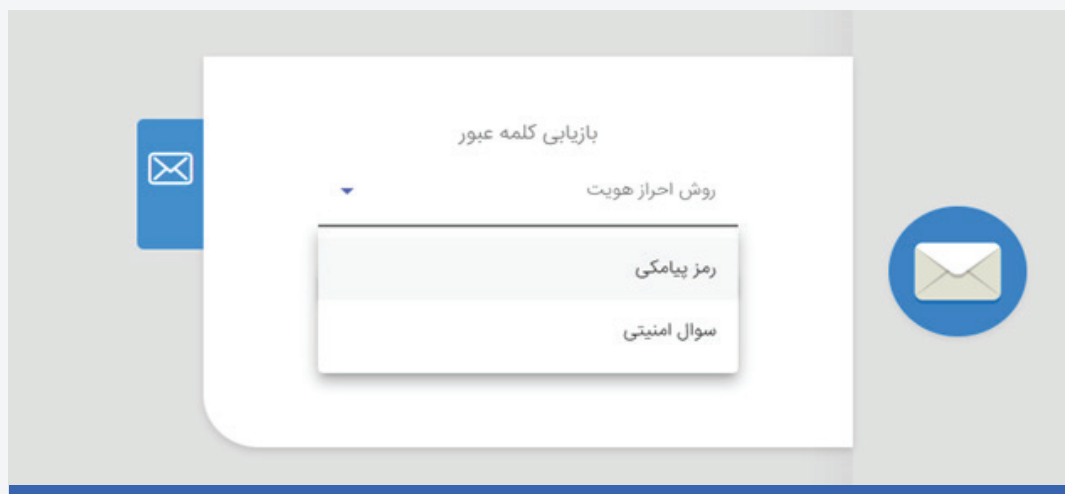 بازیابی کلمه عبور
روش احراز هویت
رمز پیامکی
سوال امنیتی